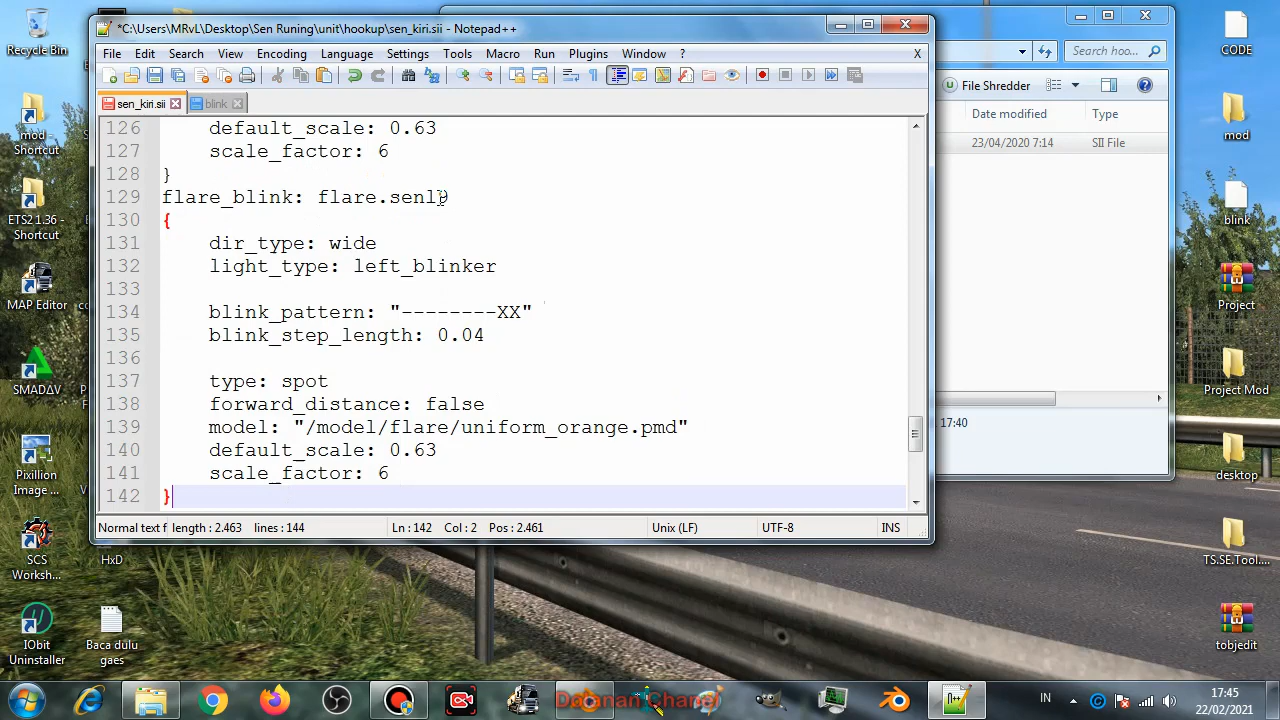 Recycle Bin
mod - Shortcut
ETS2 1.36 - Shortcut
MAP Editor
SMADΔV
Pixillion Image ...
SCS Worksh...
HxD
IObit Uninstaller
Baca dulu gaes
*C:\Users\MRvL\Desktop\Sen Runing\unit\hookup\sen_kiri.sii - Notepad++
File Edit Search View Encoding Language Settings Tools Macro Run Plugins Window ? X
sen_kiri.sii blink
126 default_scale: 0.63
127 scale_factor: 6
128 }
129 flare_blink: flare.senl9
130 {
131 dir_type: wide
132 light_type: left_blinker
133
134 blink_pattern: "--------XX"
135 blink_step_length: 0.04
136
137 type: spot
138 forward_distance: false
139 model: "/model/flare/uniform_orange.pmd"
140 default_scale: 0.63
141 scale_factor: 6
142 }
Normal text f length : 2.463 lines : 144 Ln : 142 Col : 2 Pos : 2.461 Unix (LF) UTF-8 INS
Search hoo...
File Shredder
Date modified Type
23/04/2020 7:14 SII File
17:40
CODE
mod
blink
Project
Project Mod
desktop
TS.SE.Tool....
tobjedit
Dafanan Chanel
IN
17:45
22/02/2021